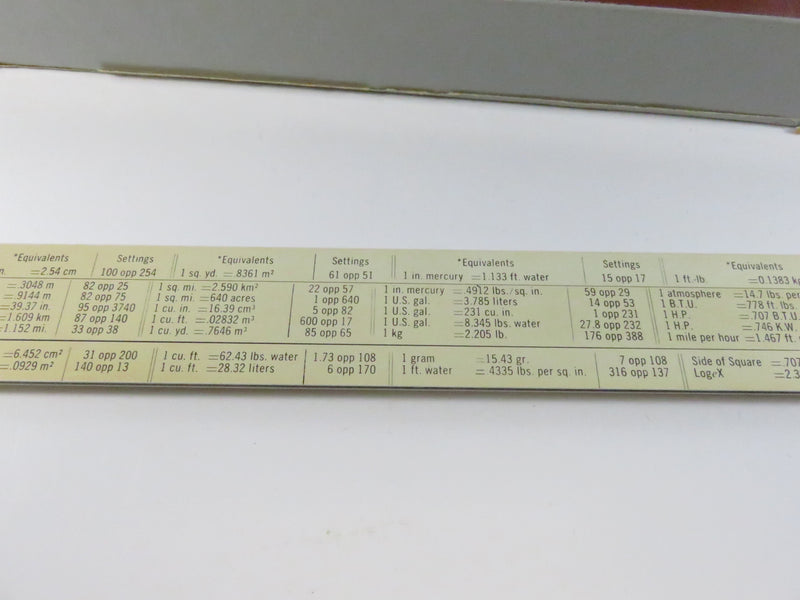 *Equivalents Settings *Equivalents Settings *Equivalents Settings *Equivalents
n. =2.54 cm 100 opp 254 1 sq. yd. =.8361 m² 61 opp 51 1 in. mercury =1.133 ft. water 15 opp 17 1 ft.-lb. =0.1383 kg
=.3048 m 82 opp 25 1 sq. mi. =2.590 km² 22 opp 57 1 in. mercury =.4912 lbs./sq. in. 59 opp 29 1 atmosphere =14.7 lbs. per
=.9144 m 82 opp 75 1 sq. mi. =640 acres 1 opp 640 1 U.S. gal. =3.785 liters 14 opp 53 1 B.T.U. =778 ft. lbs.
=39.37 in. 95 opp 3740 1 cu. in. =16.39 cm³ 5 opp 82 1 U.S. gal. =231 cu. in. 1 opp 231 1 H.P. =.707 B.T.U.
=1.609 km 87 opp 140 1 cu. ft. =.02832 m³ 600 opp 17 1 U.S. gal. =8.345 lbs. water 27.8 opp 232 1 H.P. =.746 K.W.
=1.152 mi. 33 opp 38 1 cu. yd. =.7646 m³ 85 opp 65 1 kg =2.205 lb. 176 opp 388 1 mile per hour =1.467 ft.
=6.452 cm² 31 opp 200 1 cu. ft. =62.43 lbs. water 1.73 opp 108 1 gram =15.43 gr. 7 opp 108 Side of Square =.707
=.0929 m² 140 opp 13 1 cu. ft. =28.32 liters 6 opp 170 1 ft. water = 4335 lbs. per sq. in. 316 opp 137 LogeX =2.3